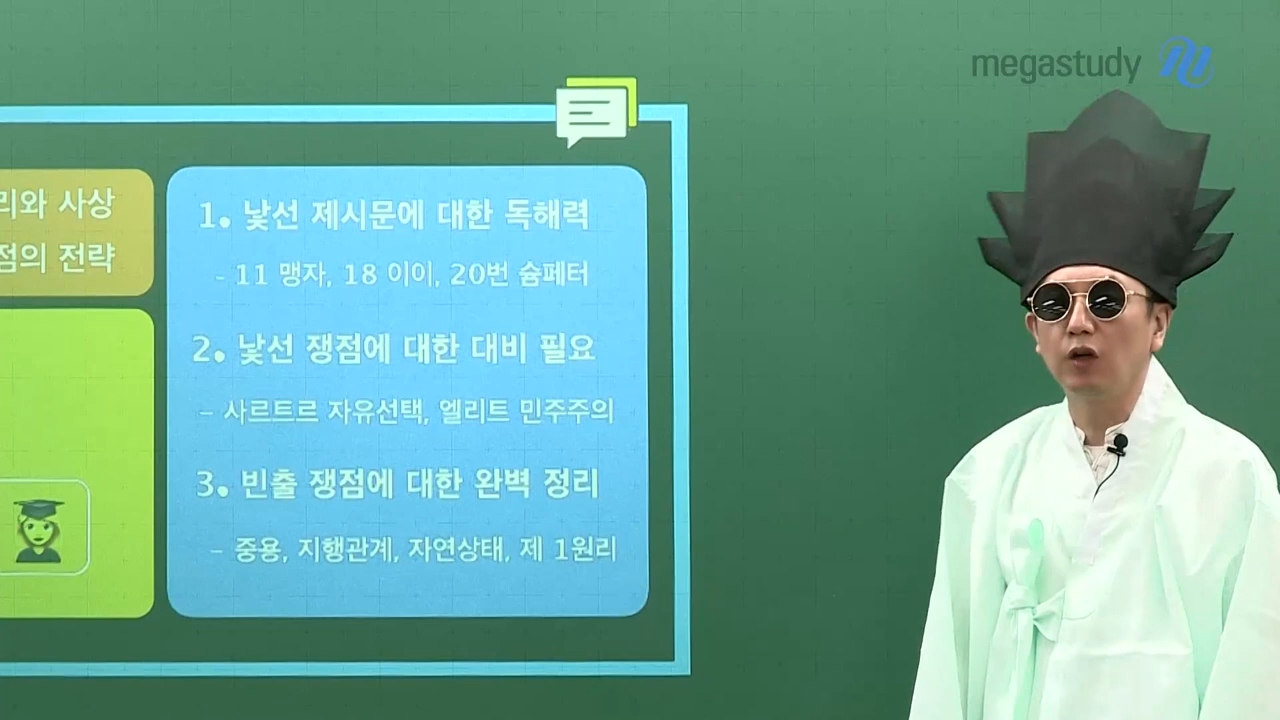 megastudy
리와 사상
점의 전략
1. 낯선 제시문에 대한 독해력
- 11 맹자, 18 이이, 20번 슘페터
2. 낯선 쟁점에 대한 대비 필요
- 사르트르 자유선택, 엘리트 민주주의
3. 빈출 쟁점에 대한 완벽 정리
- 중용, 지행관계, 자연상태, 제 1원리